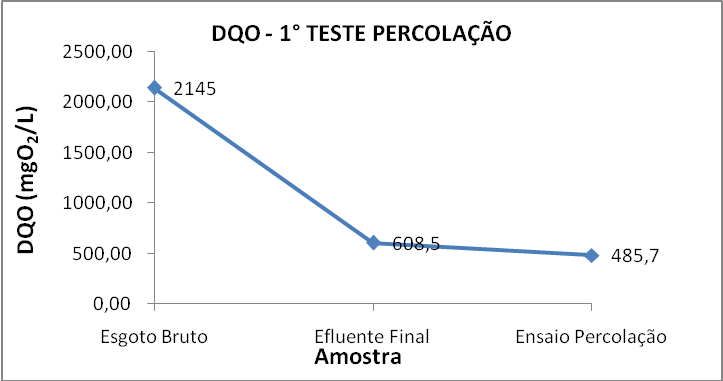 DQO - 1° TESTE PERCOLAÇÃO
DQO (mgO₂/L)
2500,00
2000,00
1500,00
1000,00
500,00
0,00
2145
608,5
485,7
Esgoto Bruto
Efluente Final
Ensaio Percolação
Amostra